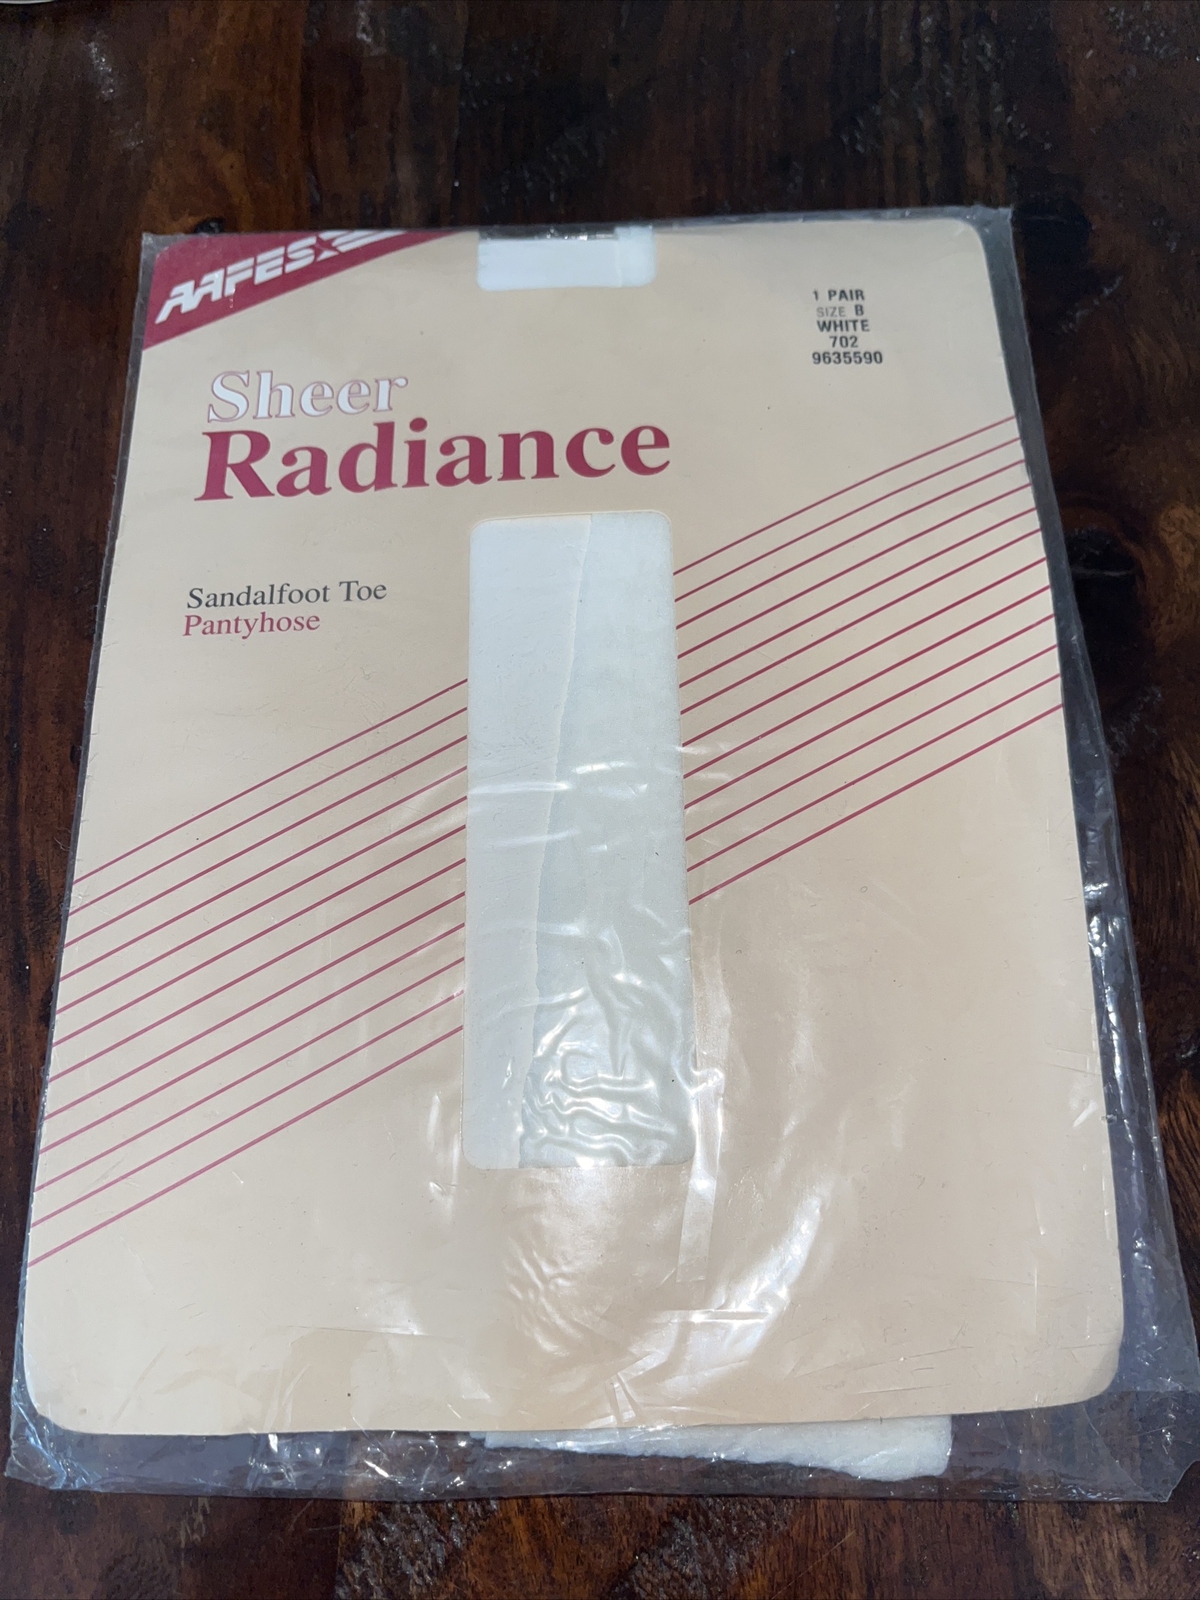 AAFES
1 PAIR
SIZE B
WHITE
702
9635590
Sheer
Radiance
Sandalfoot Toe
Pantyhose